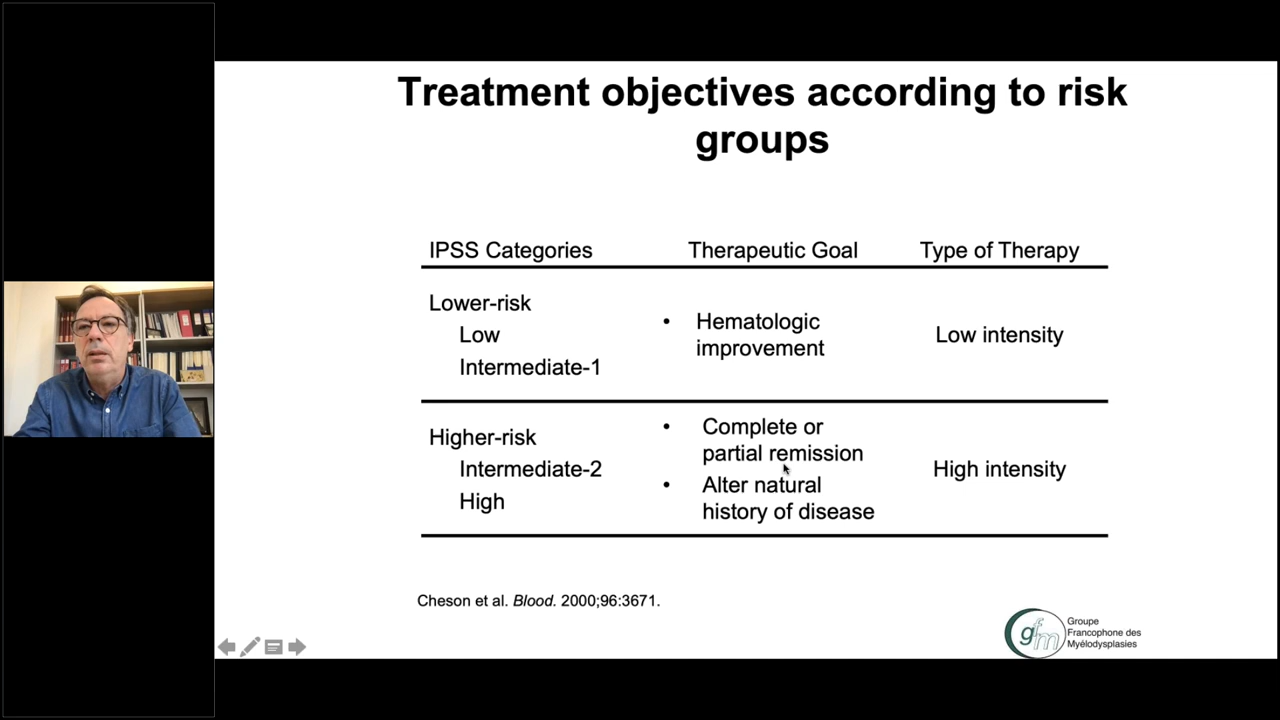 Treatment objectives according to risk
groups
IPSS Categories Therapeutic Goal Type of Therapy
Lower-risk
Low
Intermediate-1
• Hematologic
improvement
Low intensity
Higher-risk
Intermediate-2
High
• Complete or
partial remission
• Alter natural
history of disease
High intensity
Cheson et al. Blood. 2000;96:3671.
gfm
Groupe
Francophone des
Myélodysplasies